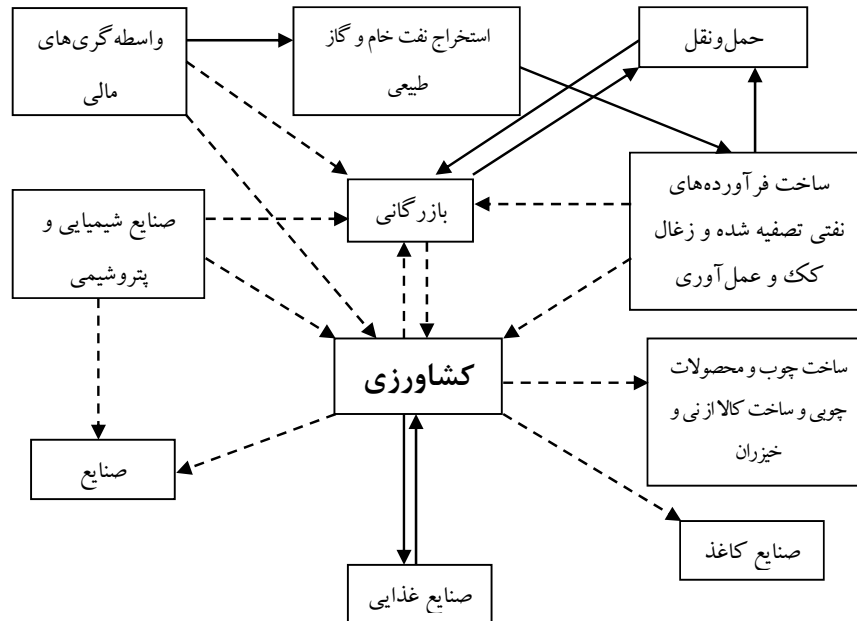 حمل‌ونقل
استخراج نفت خام و گاز
طبیعی
واسطه‌گری‌های
مالی
ساخت فرآورده‌های
نفتی تصفیه شده و زغال
کک و عمل‌آوری
بازرگانی
صنایع شیمیایی و
پتروشیمی
کشاورزی
ساخت چوب و محصولات
چوبی و ساخت کالا از نی و
خیزران
صنایع
صنایع کاغذ
صنایع غذایی